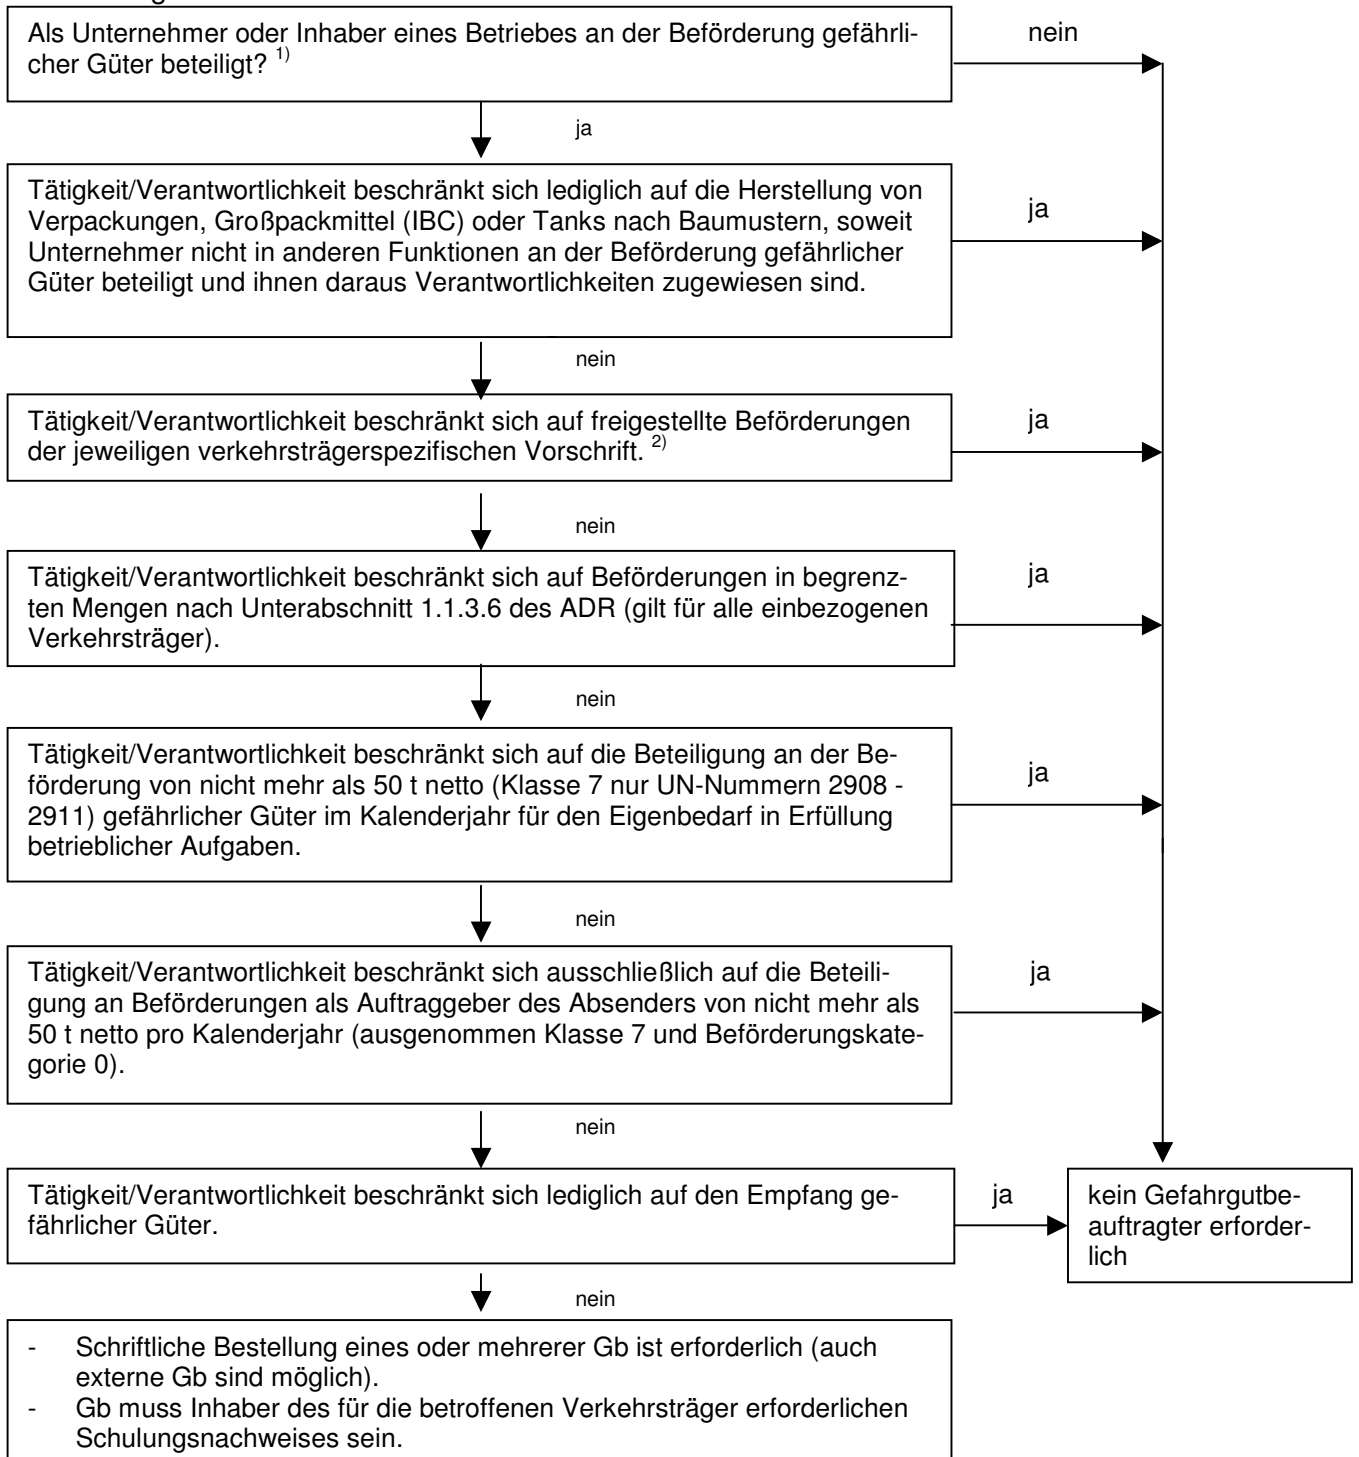 Als Unternehmer oder Inhaber eines Betriebes an der Beförderung gefährli-
cher Güter beteiligt? 1)
nein
ja
Tätigkeit/Verantwortlichkeit beschränkt sich lediglich auf die Herstellung von
Verpackungen, Großpackmittel (IBC) oder Tanks nach Baumustern, soweit
Unternehmer nicht in anderen Funktionen an der Beförderung gefährlicher
Güter beteiligt und ihnen daraus Verantwortlichkeiten zugewiesen sind.
ja
nein
Tätigkeit/Verantwortlichkeit beschränkt sich auf freigestellte Beförderungen
der jeweiligen verkehrsträgerspezifischen Vorschrift. 2)
ja
nein
Tätigkeit/Verantwortlichkeit beschränkt sich auf Beförderungen in begrenz-
ten Mengen nach Unterabschnitt 1.1.3.6 des ADR (gilt für alle einbezogenen
Verkehrsträger).
ja
nein
Tätigkeit/Verantwortlichkeit beschränkt sich auf die Beteiligung an der Be-
förderung von nicht mehr als 50 t netto (Klasse 7 nur UN-Nummern 2908 -
2911) gefährlicher Güter im Kalenderjahr für den Eigenbedarf in Erfüllung
betrieblicher Aufgaben.
ja
nein
Tätigkeit/Verantwortlichkeit beschränkt sich ausschließlich auf die Beteili-
gung an Beförderungen als Auftraggeber des Absenders von nicht mehr als
50 t netto pro Kalenderjahr (ausgenommen Klasse 7 und Beförderungskate-
gorie 0).
ja
nein
Tätigkeit/Verantwortlichkeit beschränkt sich lediglich auf den Empfang ge-
fährlicher Güter.
ja
kein Gefahrgutbe-
auftragter erforder-
lich
nein
- Schriftliche Bestellung eines oder mehrerer Gb ist erforderlich (auch
externe Gb sind möglich).
- Gb muss Inhaber des für die betroffenen Verkehrsträger erforderlichen
Schulungsnachweises sein.